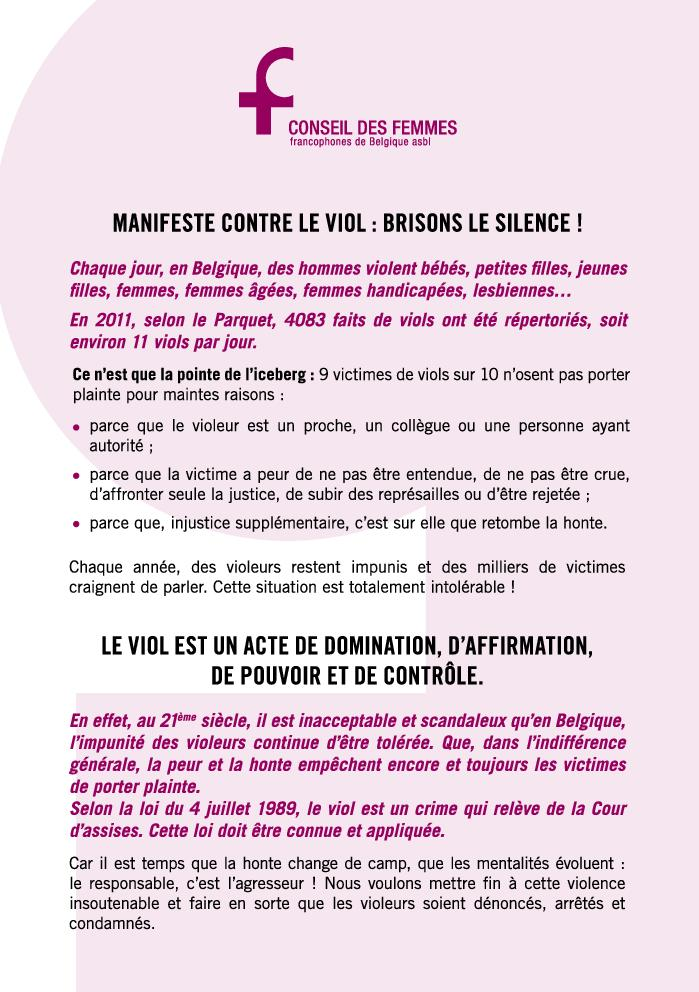 CONSEIL DES FEMMES
francophones de Belgique asbl
MANIFESTE CONTRE LE VIOL : BRISONS LE SILENCE !
Chaque jour, en Belgique, des hommes violent bébés, petites filles, jeunes
filles, femmes, femmes âgées, femmes handicapées, lesbiennes...
En 2011, selon le Parquet, 4083 faits de viols ont été répertoriés, soit
environ 11 viols par jour.
Ce n'est que la pointe de l'iceberg : 9 victimes de viols sur 10 n'osent pas porter
plainte pour maintes raisons :
• parce que le violeur est un proche, un collègue ou une personne ayant
autorité ;
• parce que la victime a peur de ne pas être entendue, de ne pas être crue,
d'affronter seule la justice, de subir des représailles ou d'être rejetée ;
• parce que, injustice supplémentaire, c'est sur elle que retombe la honte.
Chaque année, des violeurs restent impunis et des milliers de victimes
craignent de parler. Cette situation est totalement intolérable !
LE VIOL EST UN ACTE DE DOMINATION, D'AFFIRMATION,
DE POUVOIR ET DE CONTRÔLE.
En effet, au 21ème siècle, il est inacceptable et scandaleux qu'en Belgique,
l'impunité des violeurs continue d'être tolérée. Que, dans l'indifférence
générale, la peur et la honte empêchent encore et toujours les victimes
de porter plainte.
Selon la loi du 4 juillet 1989, le viol est un crime qui relève de la Cour
d'assises. Cette loi doit être connue et appliquée.
Car il est temps que la honte change de camp, que les mentalités évoluent :
le responsable, c'est l'agresseur ! Nous voulons mettre fin à cette violence
insoutenable et faire en sorte que les violeurs soient dénoncés, arrêtés et
condamnés.